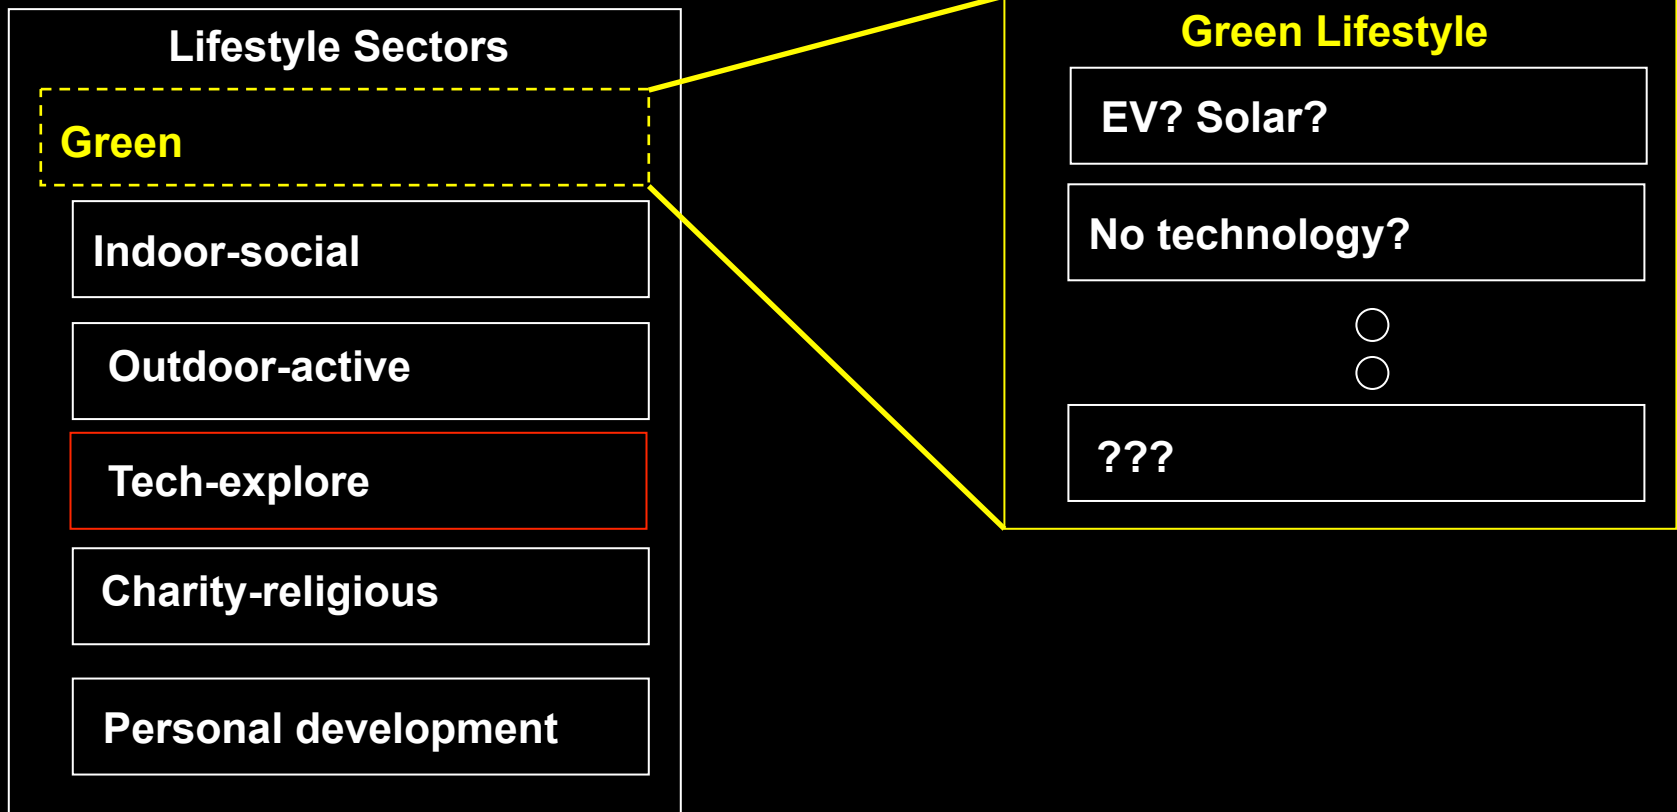 Lifestyle Sectors
Green
Indoor-social
Outdoor-active
Tech-explore
Charity-religious
Personal development
Green Lifestyle
EV? Solar?
No technology?
???